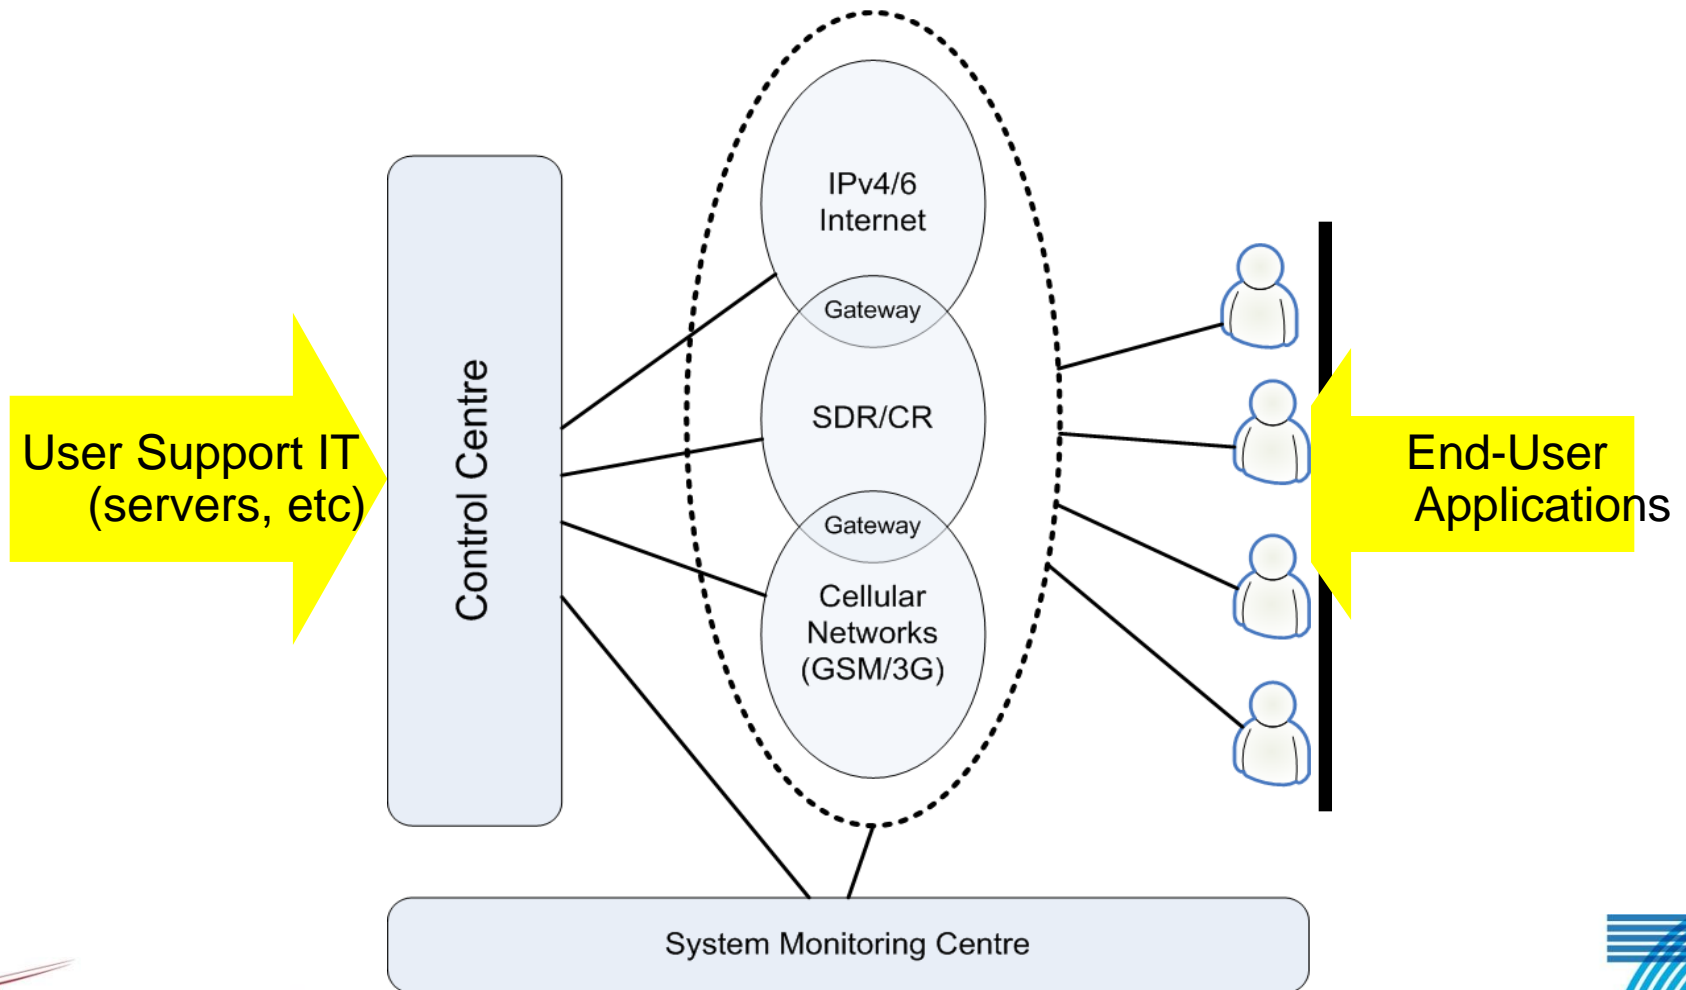 IPv4/6
Internet
Gateway
SDR/CR
Gateway
Cellular
Networks
(GSM/3G)
Control Centre
User Support IT
(servers, etc)
End-User
Applications
System Monitoring Centre